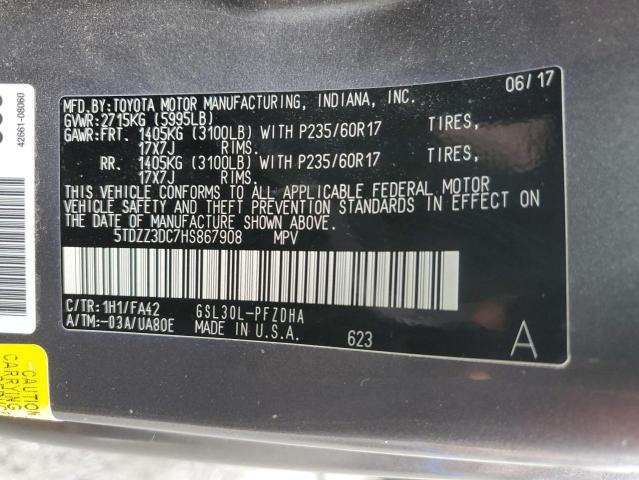 06/17
MFD.BY:TOYOTA MOTOR MANUFACTURING, INDIANA, INC.
GVWR:2715KG (5995LB)
GAWR:FRT. 1405KG (3100LB) WITH P235/60R17 TIRES,
17X7J RIMS.
RR. 1405KG (3100LB) WITH P235/60R17 TIRES,
17X7J RIMS.
THIS VEHICLE CONFORMS TO ALL APPLICABLE FEDERAL MOTOR
VEHICLE SAFETY AND THEFT PREVENTION STANDARDS IN EFFECT ON
THE DATE OF MANUFACTURE SHOWN ABOVE.
5TDZZ3DC7HS867908 MPV
C/TR:1H1/FA42 GSL30L-PFZDHA
A/TM:-03A/UA80E MADE IN U.S.A. 623 A
42661-08060
-CAUTION
CARRYING